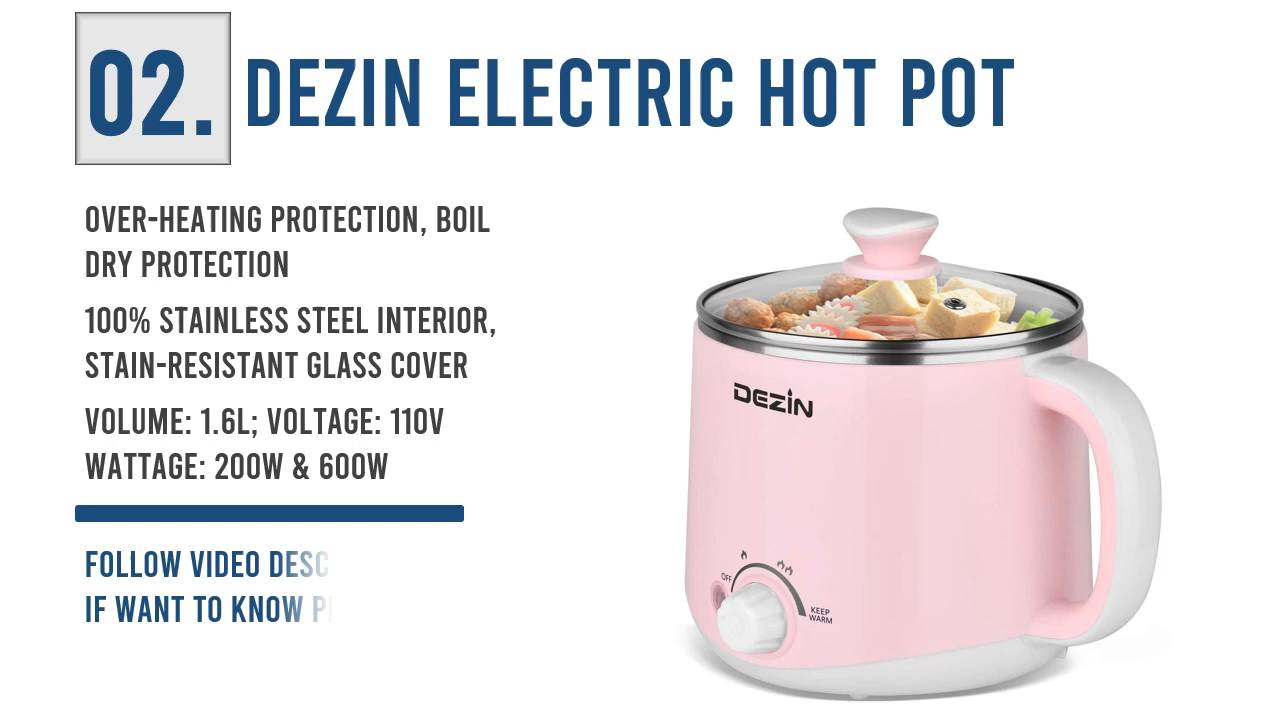 02. DEZIN ELECTRIC HOT POT
OVER-HEATING PROTECTION, BOIL
DRY PROTECTION
100% STAINLESS STEEL INTERIOR,
STAIN-RESISTANT GLASS COVER
VOLUME: 1.6L; VOLTAGE: 110V
WATTAGE: 200W & 600W
FOLLOW VIDEO
IF WANT TO KNOW
DEZIN
OFF
KEEP
WARM